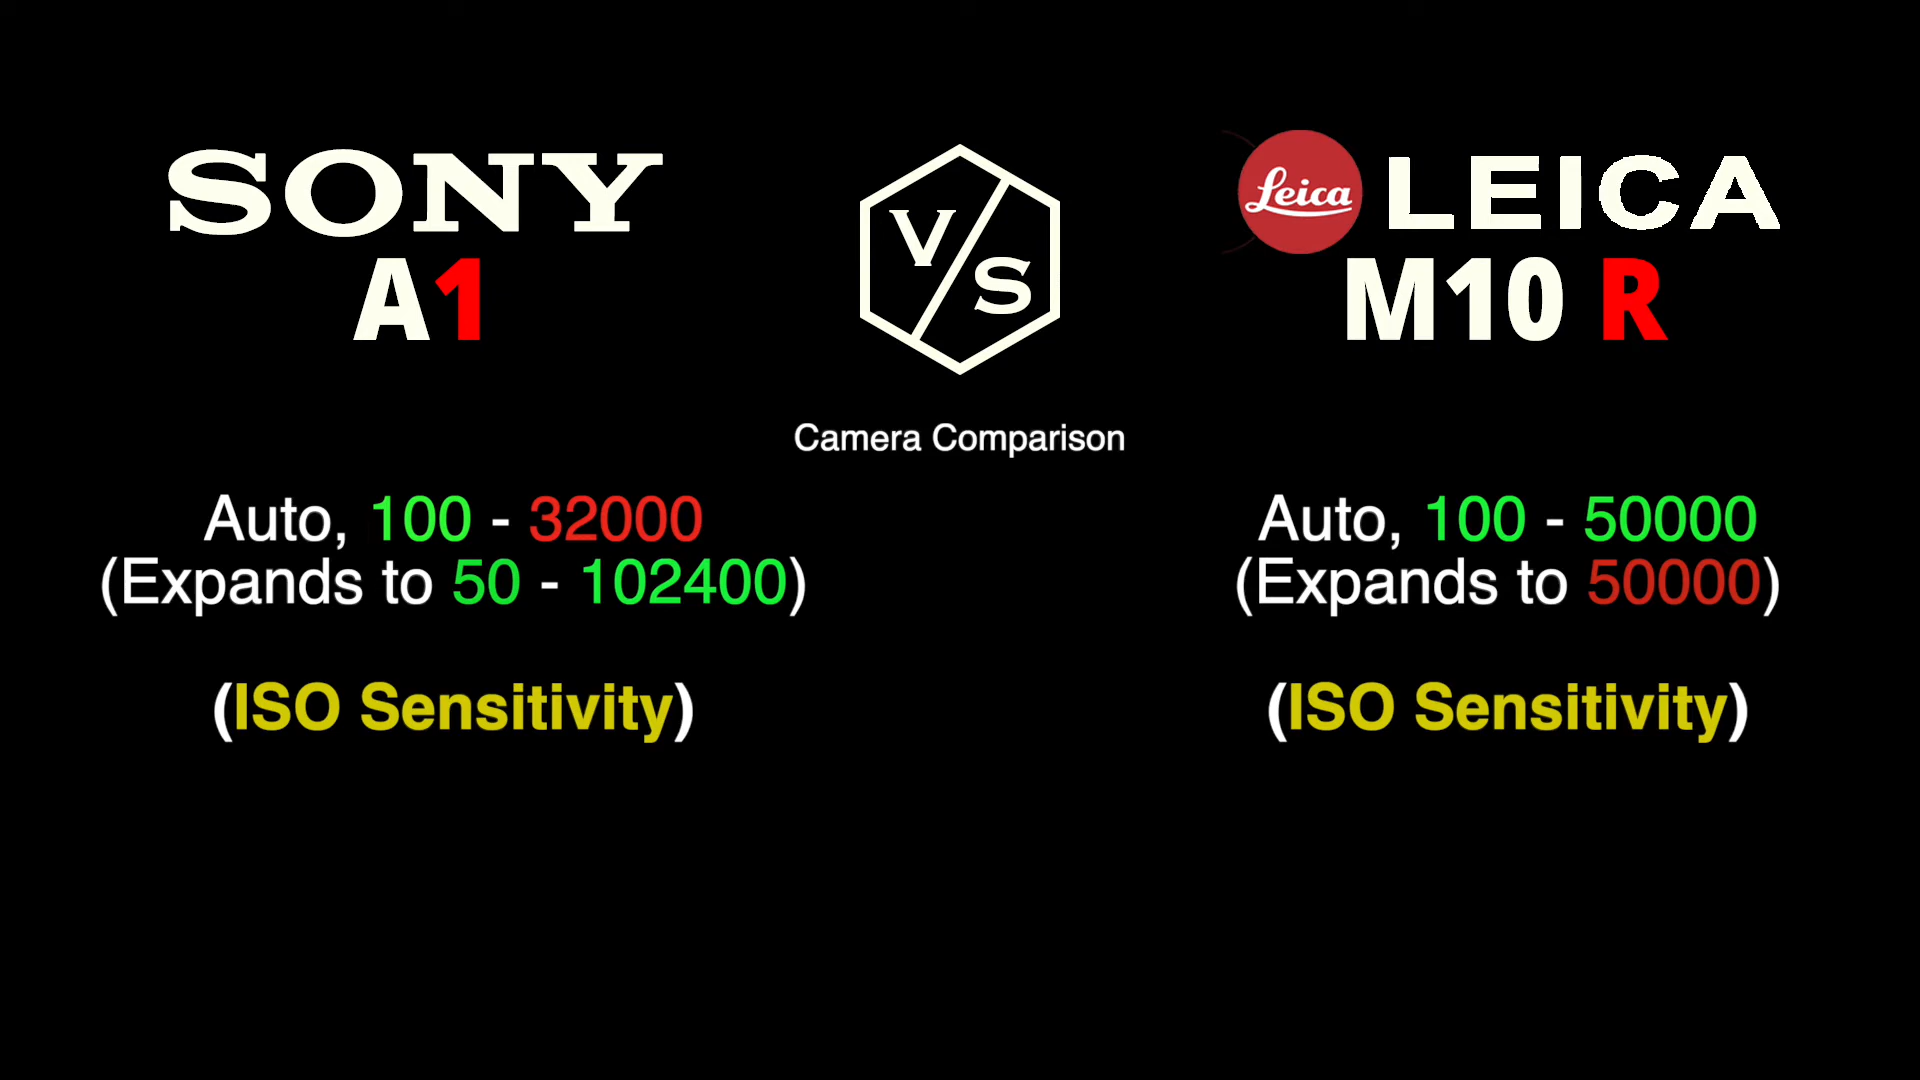 SONY
A1
V/S
Leica LEICA
M10 R
Camera Comparison
Auto, 100 - 32000
(Expands to 50 - 102400)
(ISO Sensitivity)
Auto, 100 - 50000
(Expands to 50000)
(ISO Sensitivity)